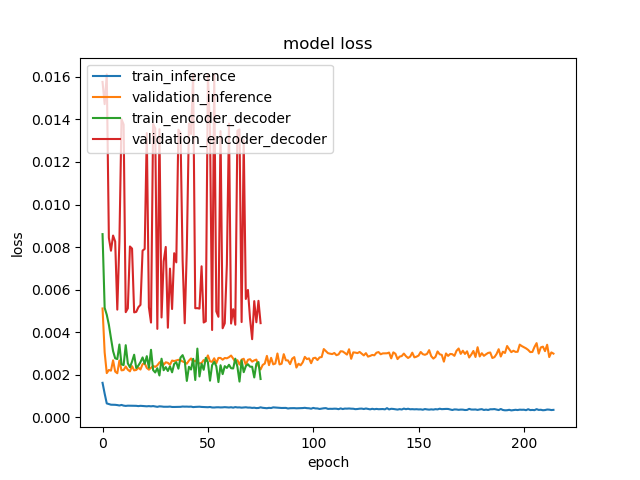 model loss
train_inference
validation_inference
train_encoder_decoder
validation_encoder_decoder
0.016
0.014
0.012
0.010
0.008
0.006
0.004
0.002
0.000
loss
0
50
100
150
200
epoch